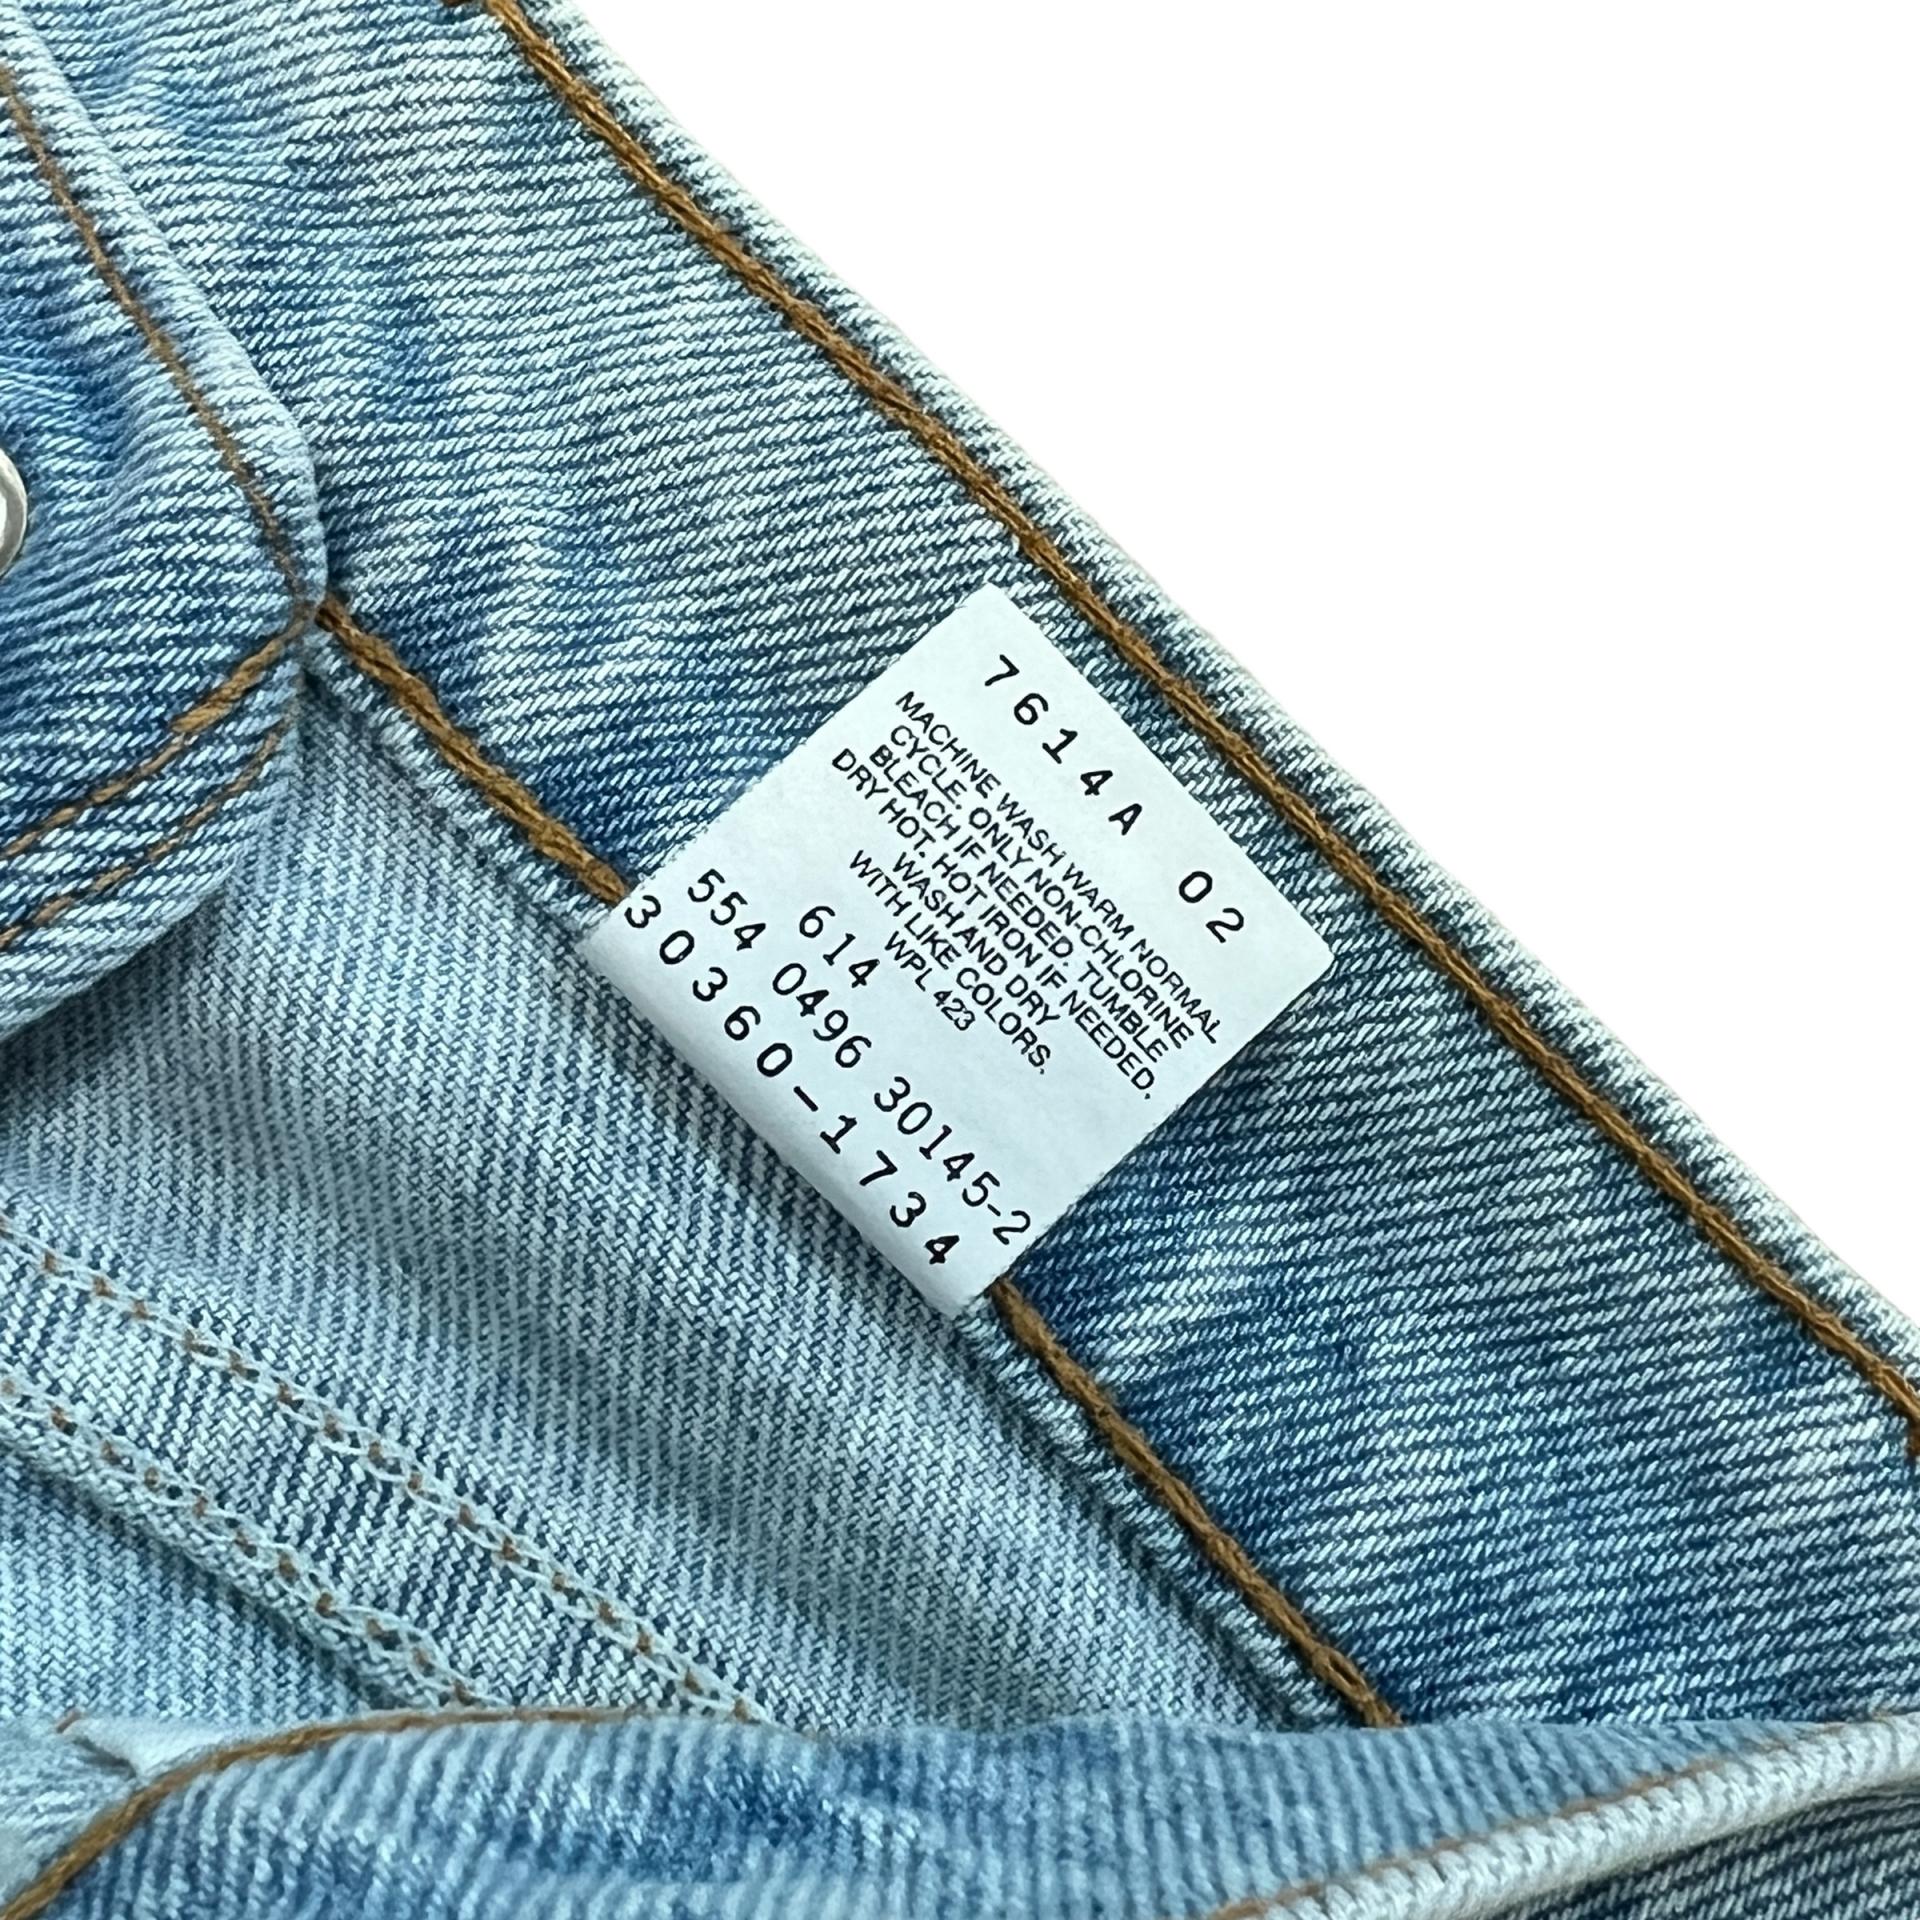 7614A 02
MACHINE WASH WARM NORMAL
CYCLE. ONLY NON-CHLORINE
BLEACH IF NEEDED. TUMBLE
DRY HOT. HOT IRON IF NEEDED.
WASH AND DRY
WITH LIKE COLORS.
WPL 423
614
554 0496 30145-2
30360-1734